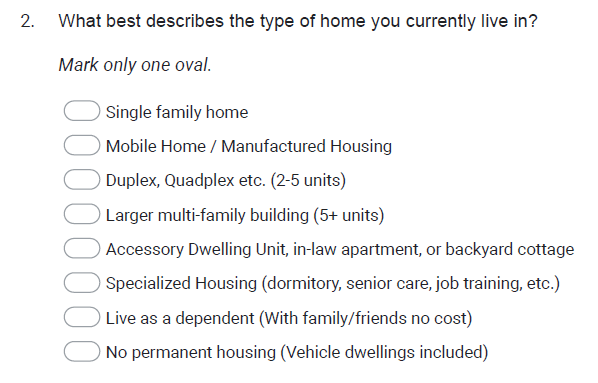 2. What best describes the type of home you currently live in?
Mark only one oval.
Single family home
Mobile Home / Manufactured Housing
Duplex, Quadplex etc. (2-5 units)
Larger multi-family building (5+ units)
Accessory Dwelling Unit, in-law apartment, or backyard cottage
Specialized Housing (dormitory, senior care, job training, etc.)
Live as a dependent (With family/friends no cost)
No permanent housing (Vehicle dwellings included)